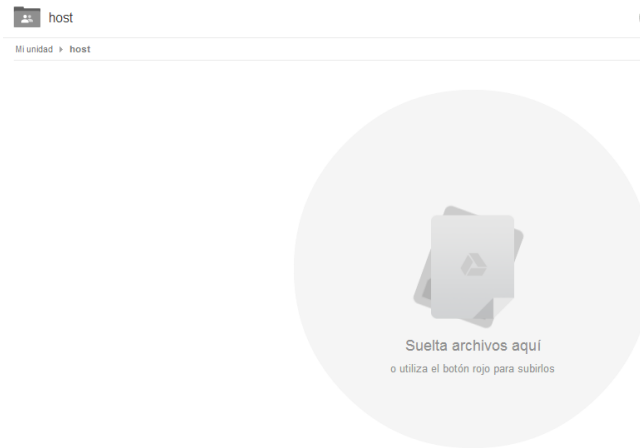 host
Mi unidad ▸ host
Suelta archivos aquí
o utiliza el botón rojo para subirlos